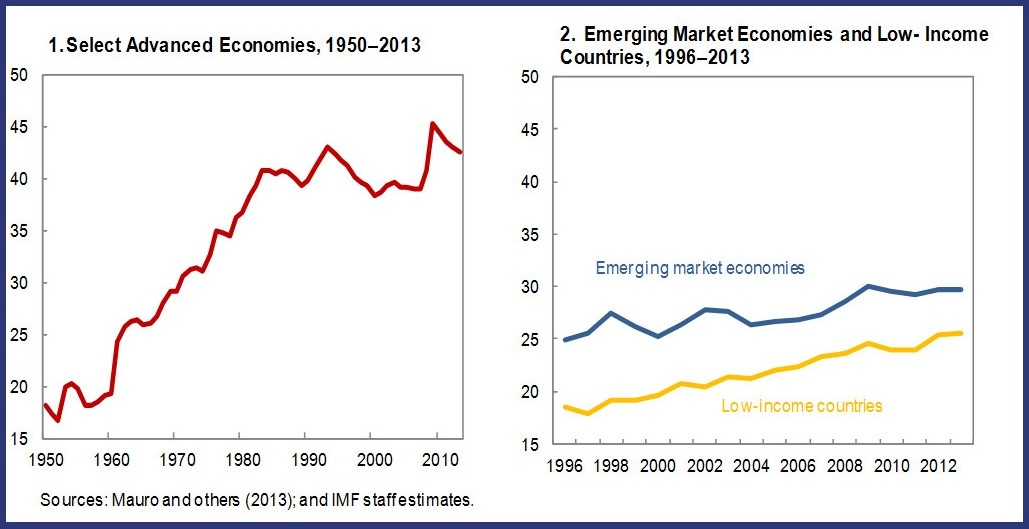 1.Select Advanced Economies, 1950–2013
50
45
40
35
30
25
20
15
1950 1960 1970 1980 1990 2000 2010
2. Emerging Market Economies and Low- Income
Countries, 1996–2013
50
45
40
35
30
25
20
15
Emerging market economies
Low-income countries
1996 1998 2000 2002 2004 2006 2008 2010 2012
Sources: Mauro and others (2013); and IMF staff estimates.